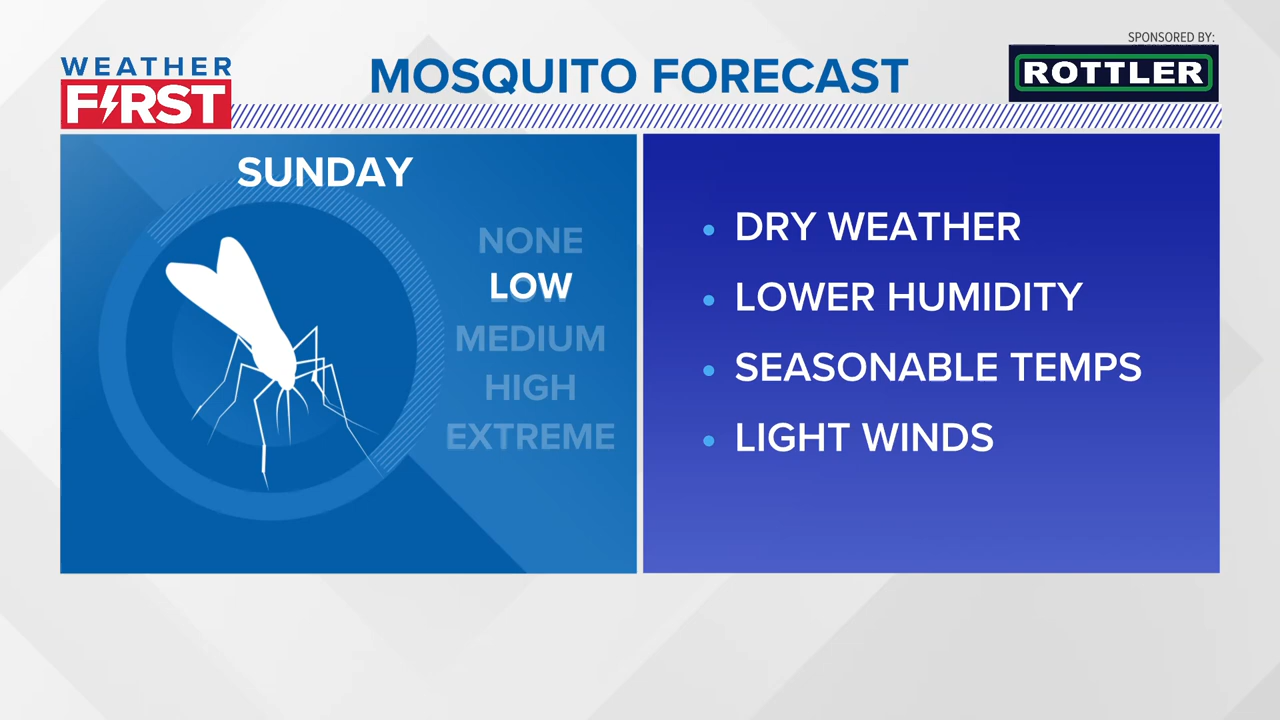 SPONSORED BY:
WEATHER
FIRST
MOSQUITO FORECAST
ROTTLER
SUNDAY
NONE
LOW
MEDIUM
HIGH
EXTREME
• DRY WEATHER
• LOWER HUMIDITY
• SEASONABLE TEMPS
• LIGHT WINDS